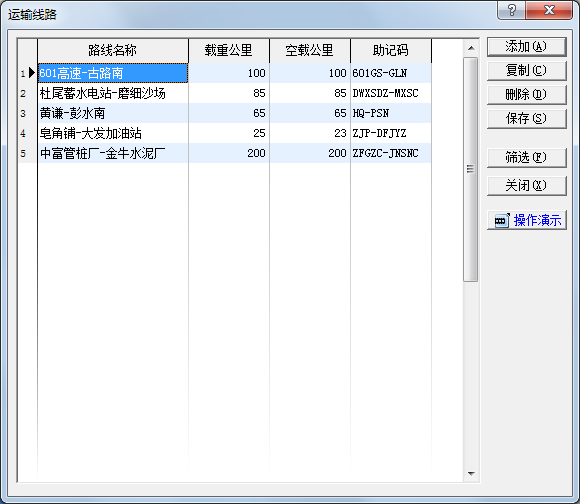 运输线路
路线名称 载重公里 空载公里 助记码 添加(A)
1 601高速-古路南 100 100 601GS-GLN 复制(C)
2 杜尾蓄水电站-磨细沙场 85 85 DWXSDZ-MXSC 删除(D)
3 黄谦-彭水南 65 65 HQ-PSN 保存(S)
4 皂角铺-大发加油站 25 23 ZJP-DFJYZ
5 中富管桩厂-金牛水泥厂 200 200 ZFGZC-JNSNC 筛选(F)
关闭(X)
操作演示